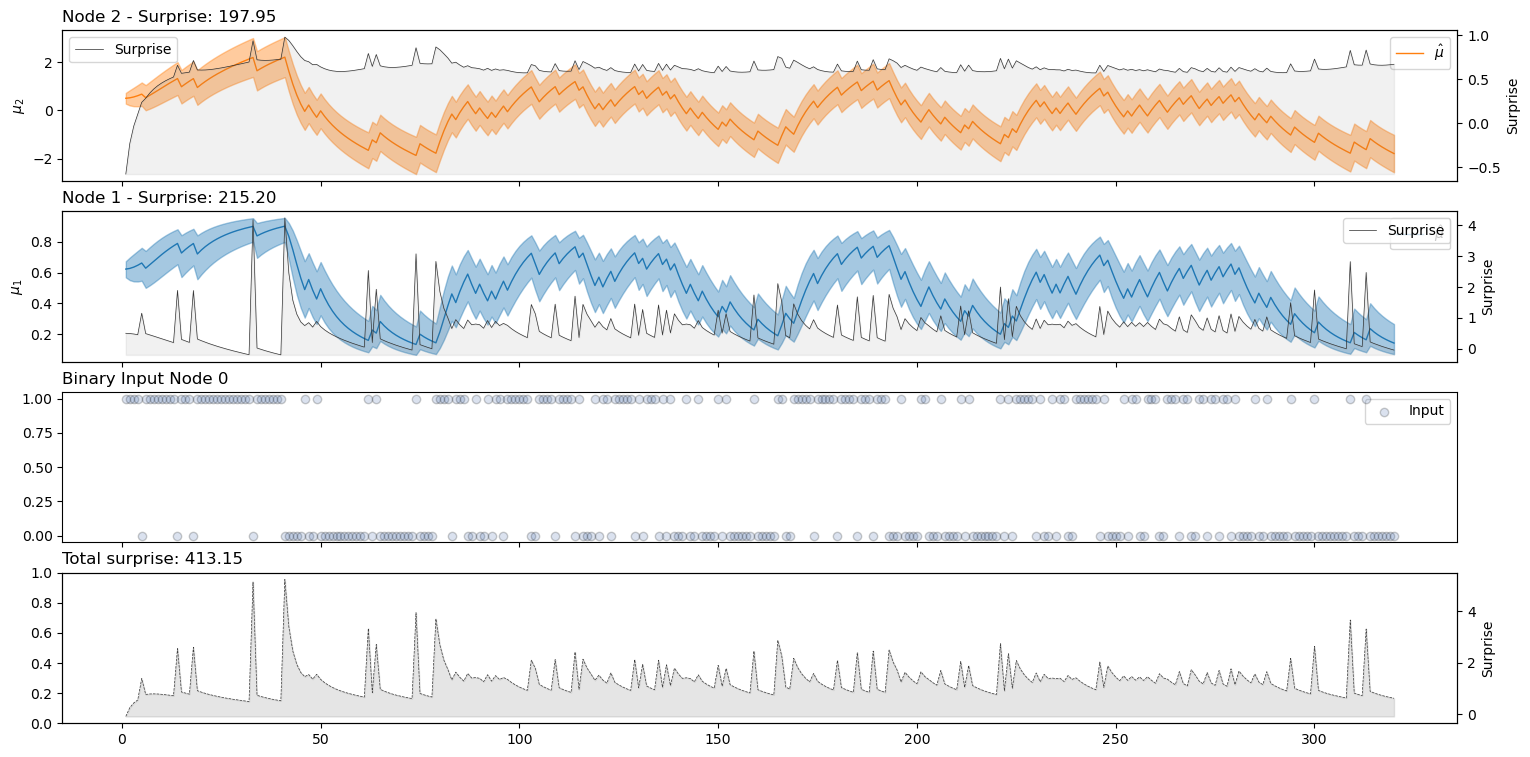 Node 2 - Surprise: 197.95
Surprise
μ̂
2
0
−2
μ₂
1.0
0.5
0.0
−0.5
Surprise
Node 1 - Surprise: 215.20
Surprise
0.8
0.6
0.4
0.2
μ₁
4
3
2
1
0
Surprise
Binary Input Node 0
Input
1.00
0.75
0.50
0.25
0.00
Total surprise: 413.15
1.0
0.8
0.6
0.4
0.2
0.0
4
2
0
Surprise
0 50 100 150 200 250 300